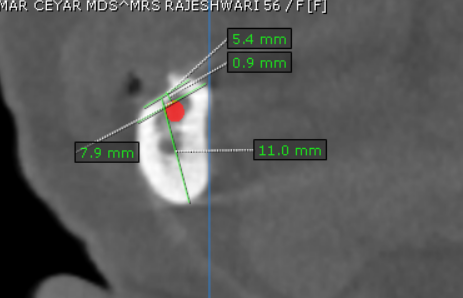 MAR CEYAR MDS^MRS RAJESHWARI 56 / F [F]
5.4 mm
0.9 mm
7.9 mm
11.0 mm